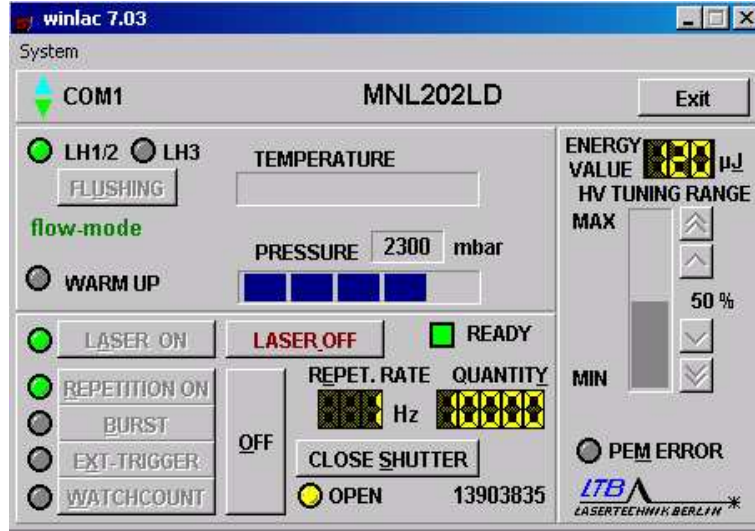 winlac 7.03
System
COM1 MNL202LD Exit
LH1/2 LH3 TEMPERATURE
FLUSHING
flow-mode
PRESSURE 2300 mbar
WARM UP
ENERGY
VALUE µJ
HV TUNING RANGE
MAX
50 %
MIN
LASER ON LASER OFF READY
REPETITION ON REPET. RATE QUANTITY
BURST Hz
OFF
EXT-TRIGGER CLOSE SHUTTER
WATCHCOUNT OPEN 13903835
PEM ERROR
LTB
LASERTECHNIK BERLIN